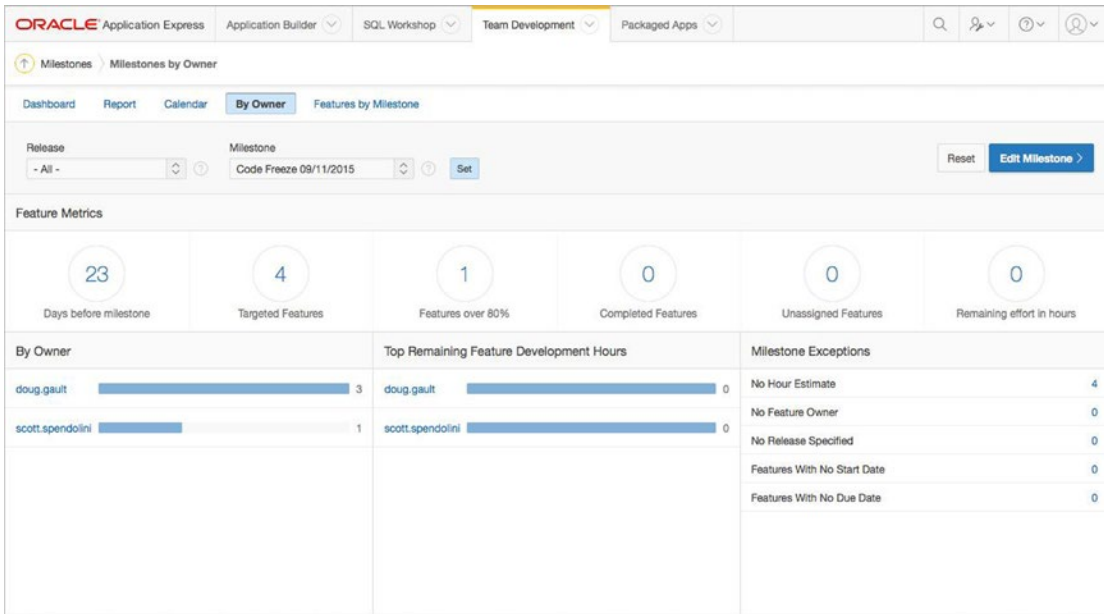 ORACLE Application Express Application Builder SQL Workshop Team Development Packaged Apps
Milestones Milestones by Owner
Dashboard Report Calendar By Owner Features by Milestone
Release Milestone
- All - Code Freeze 09/11/2015 Set Reset Edit Milestone >
Feature Metrics
23 4 1 0 0 0
Days before milestone Targeted Features Features over 80% Completed Features Unassigned Features Remaining effort in hours
By Owner Top Remaining Feature Development Hours Milestone Exceptions
doug.gault 3 doug.gault 0 No Hour Estimate 4
No Feature Owner 0
scott.spendolini 1 scott.spendolini 0
No Release Specified 0
Features With No Start Date 0
Features With No Due Date 0